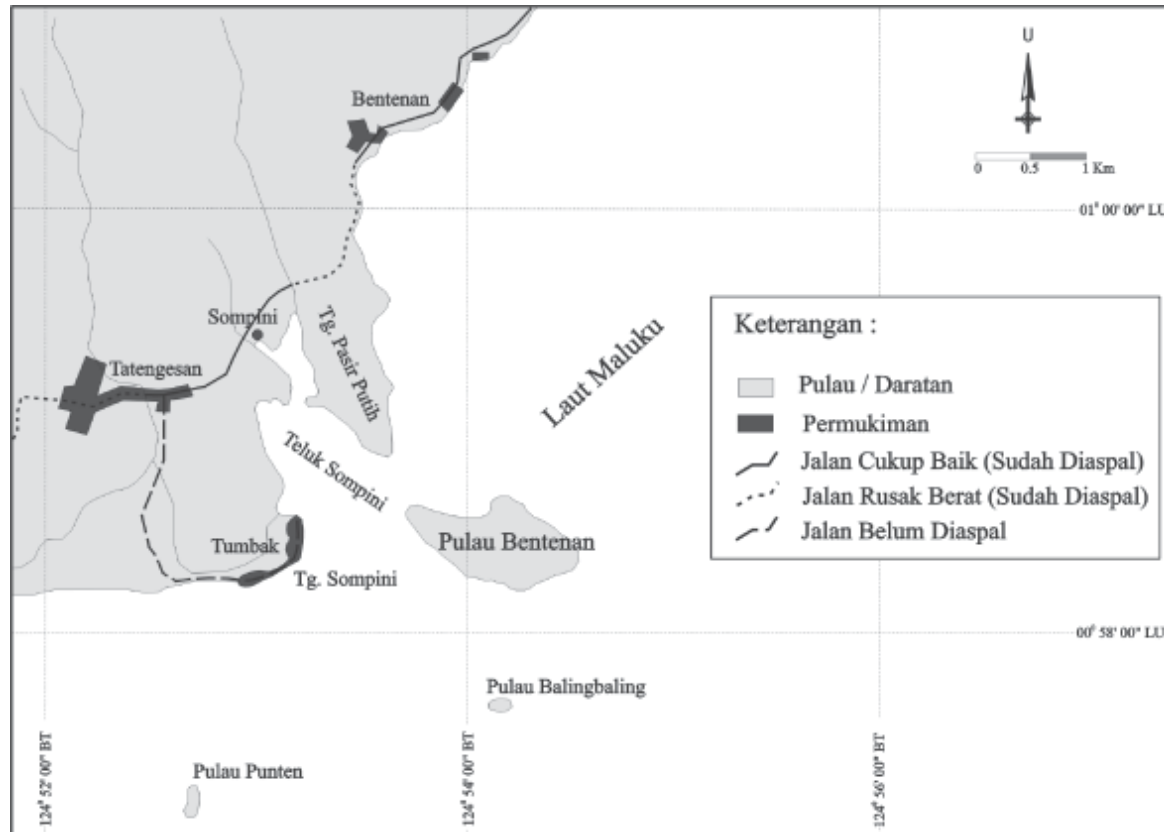 U
Bentenan
0 0.5 1 Km
01° 00' 00" LU
Sompini
Tg. Pasir Putih
Laut Maluku
Tatengesan
Teluk Sompini
Tumbak
Tg. Sompini
Pulau Bentenan
Keterangan :
Pulau / Daratan
Permukiman
Jalan Cukup Baik (Sudah Diaspal)
Jalan Rusak Berat (Sudah Diaspal)
Jalan Belum Diaspal
00° 58' 00" LU
Pulau Balingbaling
Pulau Punten
124° 52' 00" BT
124° 54' 00" BT
124° 56' 00" BT